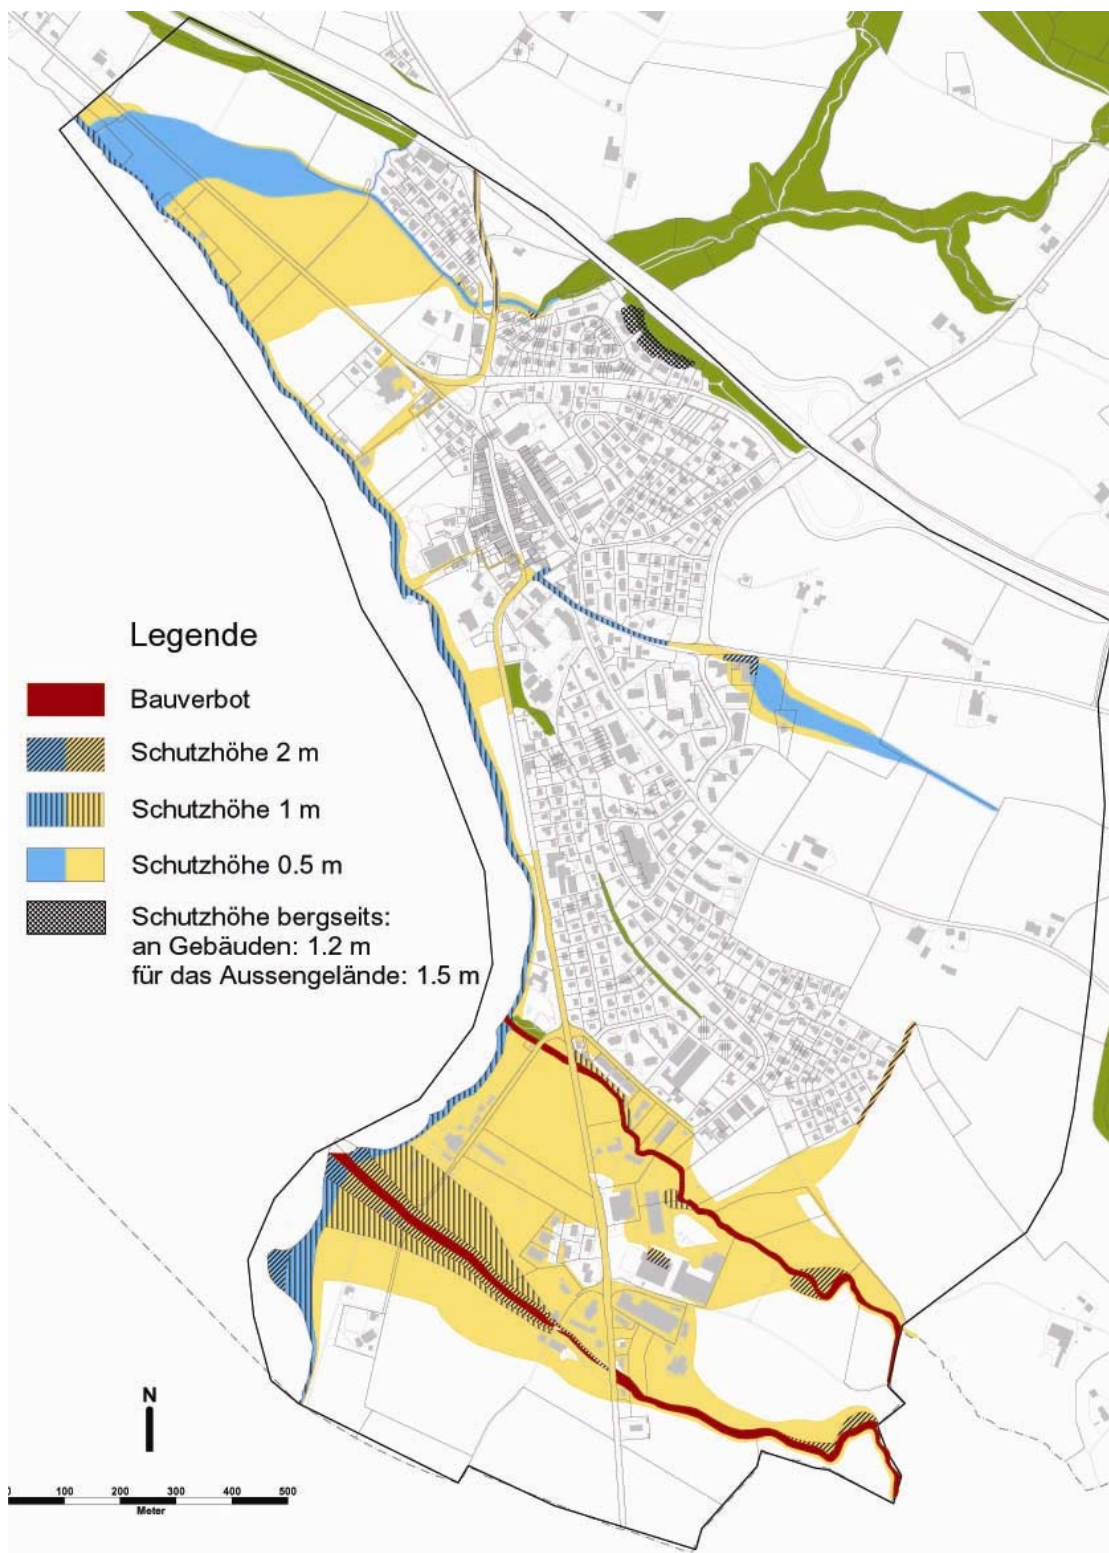 Legende
Bauverbot
Schutzhöhe 2 m
Schutzhöhe 1 m
Schutzhöhe 0.5 m
Schutzhöhe bergseits:
an Gebäuden: 1.2 m
für das Aussengelände: 1.5 m
N
0 100 200 300 400 500
Meter